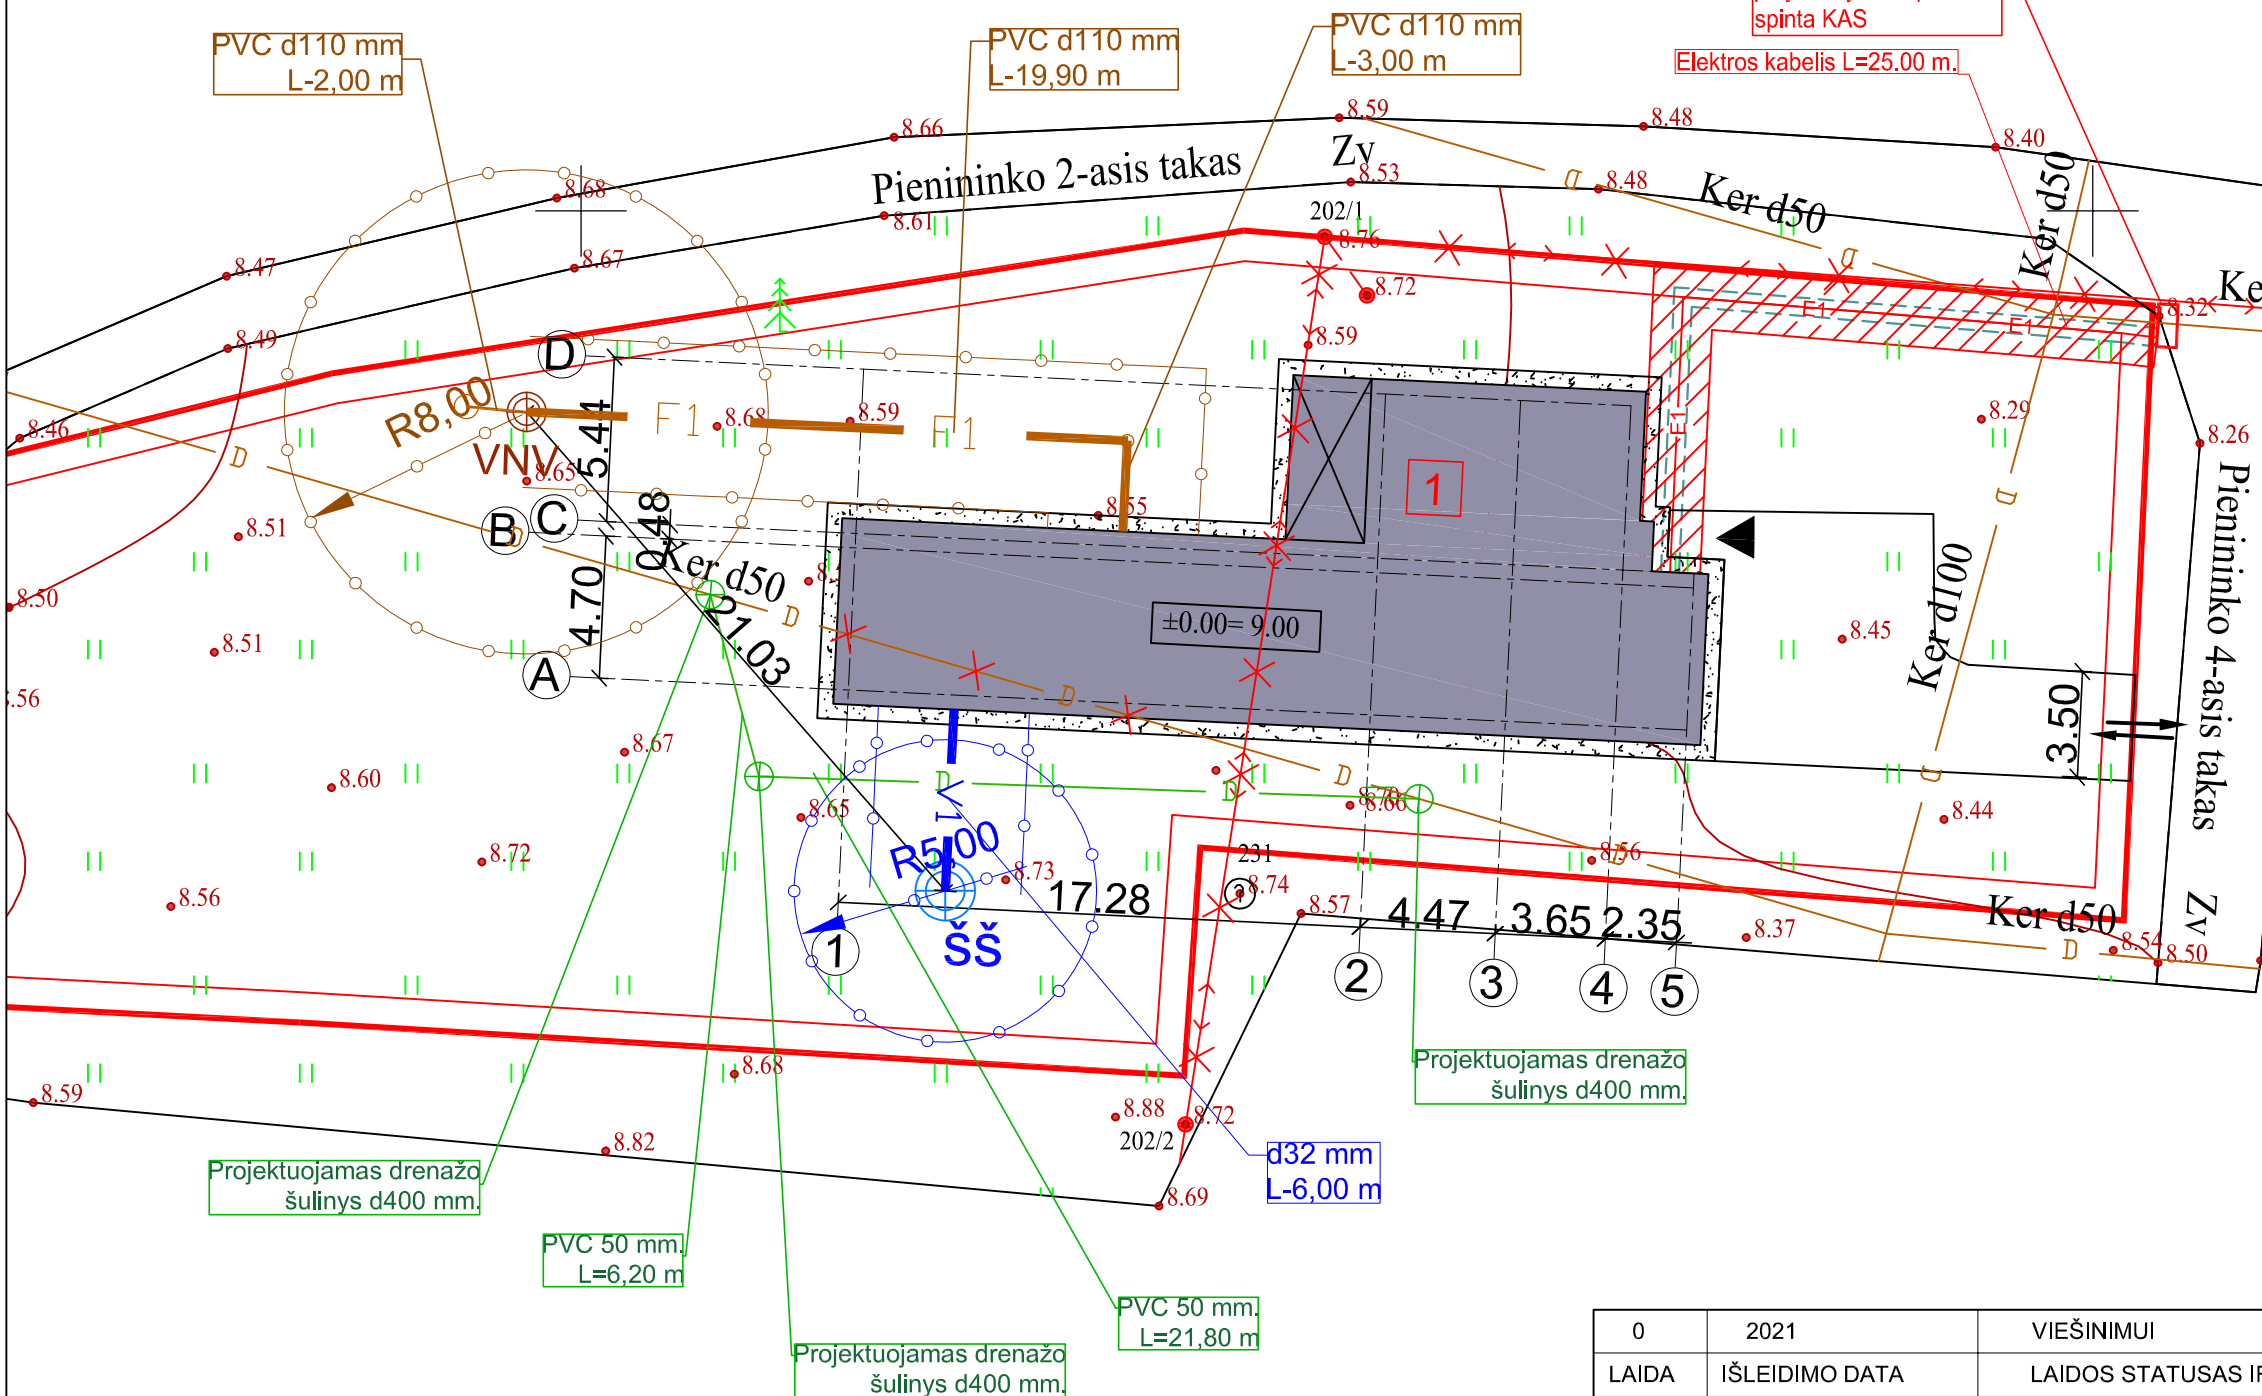 spinta KAS
PVC d110 mm
L-2,00 m
PVC d110 mm
L-19,90 m
PVC d110 mm
L-3,00 m
Elektros kabelis L=25.00 m.
8.59
8.48
8.40
8.66
8.68
8.47
8.53
8.48
8.61
8.67
8.49
8.46
Pienininko 2-asis takas
Zv
Ker d50
Ker d50
202/1
8.76
8.72
8.59
8.32
8.29
8.26
E1
E1
E1
D
D
D
R8,00
VNV
F1
F1
8.68
8.59
8.65
8.55
5.44
0.48
4.70
D
C
B
A
D
D
D
Ker d50
21.03
1
±0.00= 9.00
8.51
8.50
8.51
8.60
8.67
8.72
8.56
8.65
8.73
8.45
8.44
8.56
8.37
8.54
8.50
Ker d100
Pienininko 4-asis takas
Zv
3.50
D
D
D
D
D
D
D
D
D
V1
R5,00
ŠŠ
231
8.74
8.57
17.28
4.47
3.65
2.35
Ker d50
1
2
3
4
5
8.59
8.68
8.82
8.88
8.72
202/2
8.69
Projektuojamas drenažo
šulinys d400 mm.
d32 mm
L-6,00 m
Projektuojamas drenažo
šulinys d400 mm.
PVC 50 mm.
L=6,20 m
PVC 50 mm.
L=21,80 m
Projektuojamas drenažo
šulinys d400 mm.
0 2021 VIEŠINIMUI
LAIDA IŠLEIDIMO DATA LAIDOS STATUSAS